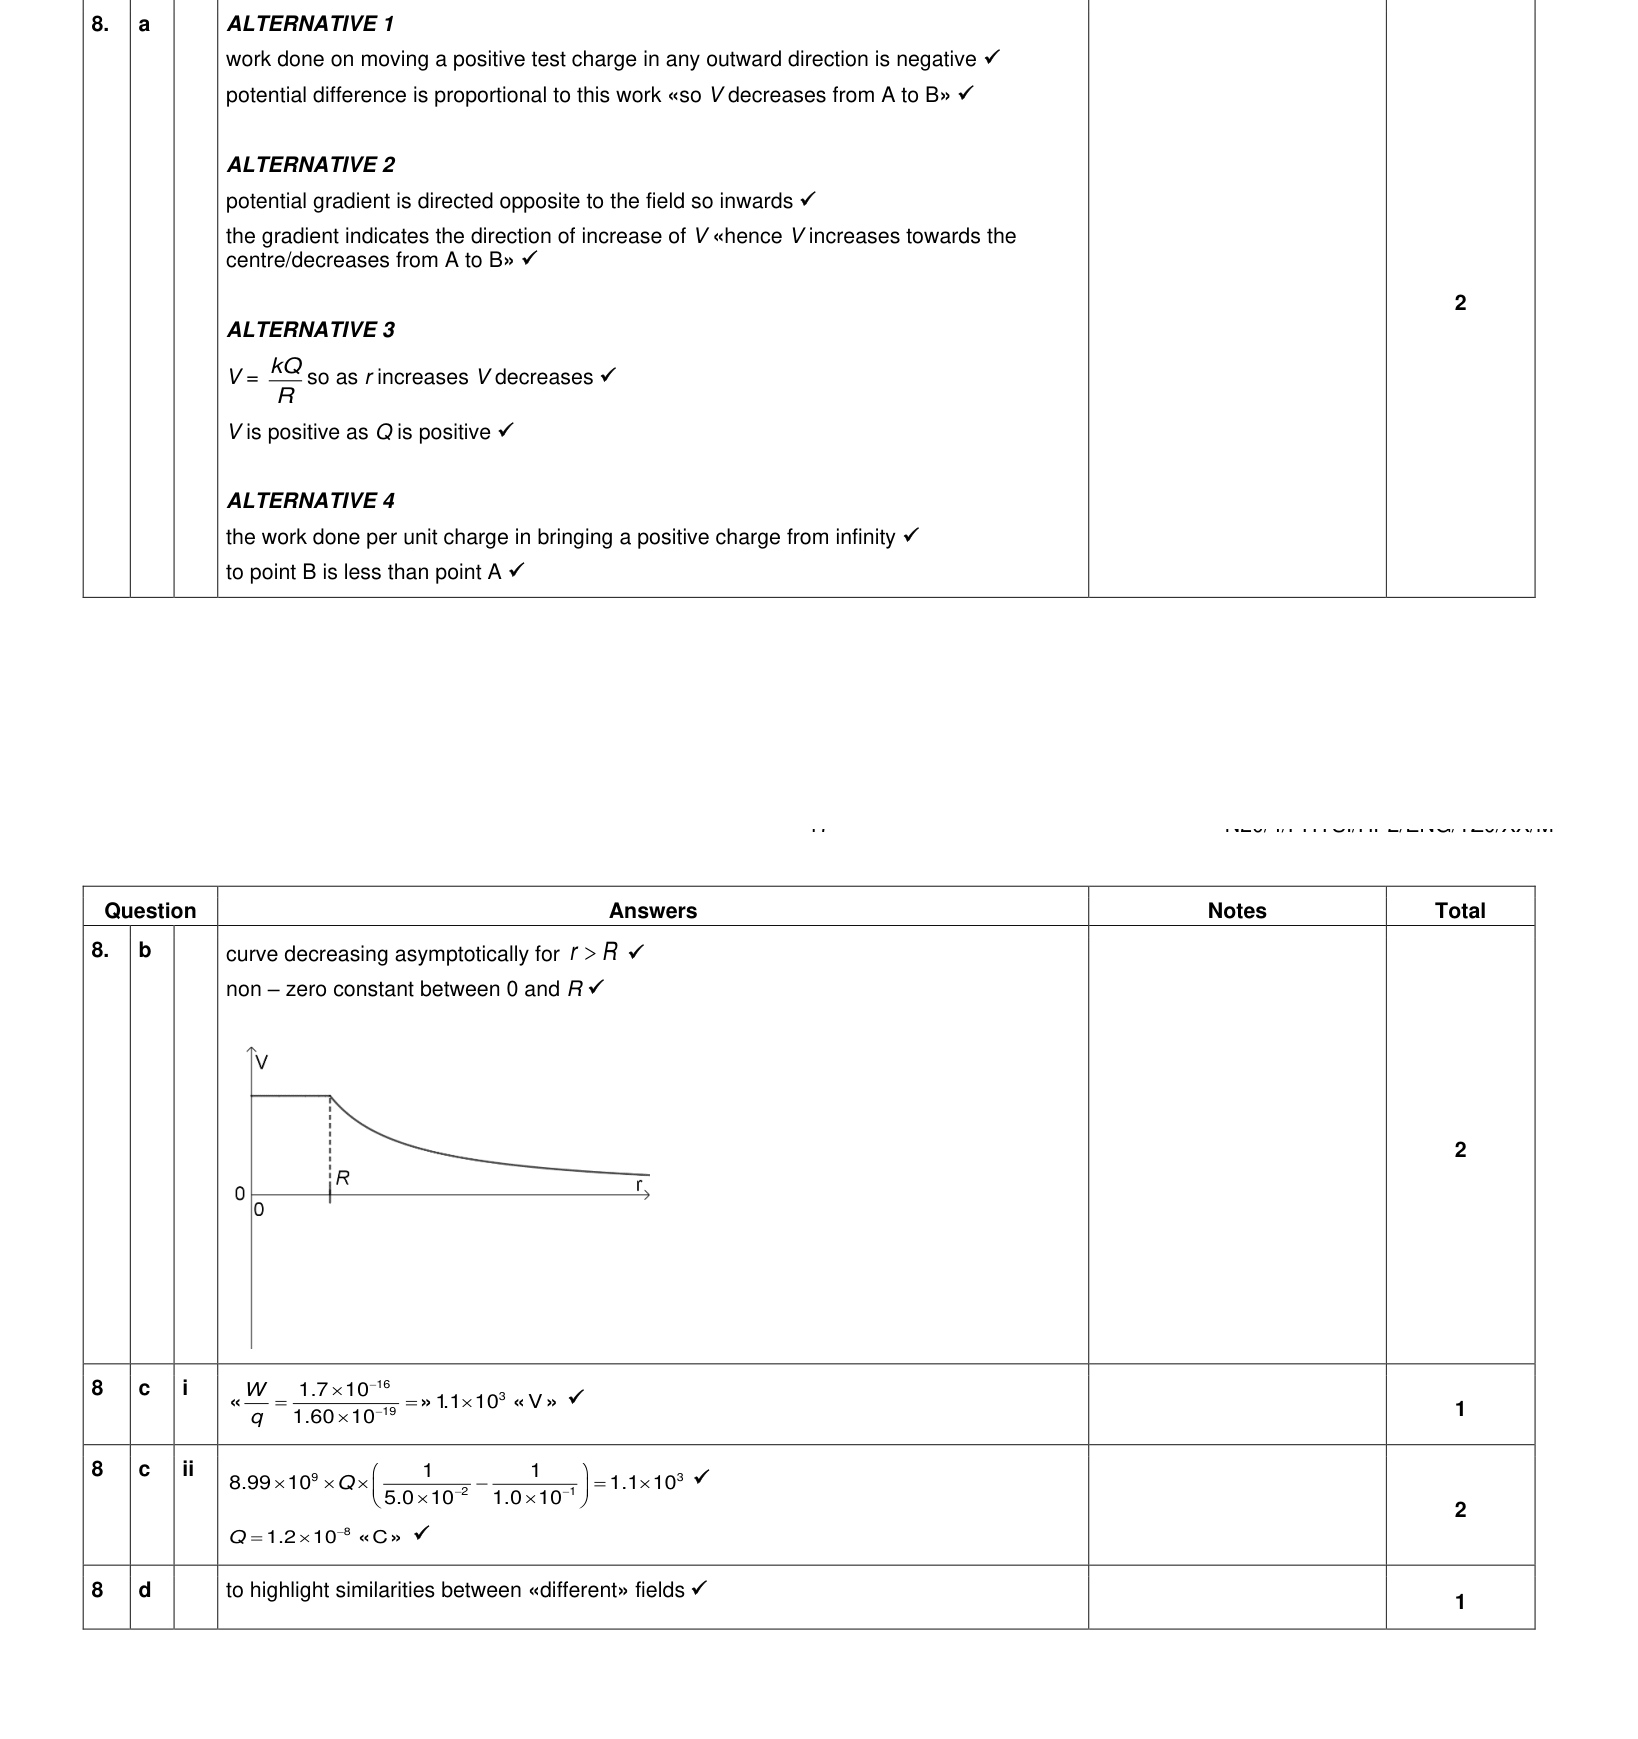 8. a ALTERNATIVE 1
work done on moving a positive test charge in any outward direction is negative ✓
potential difference is proportional to this work «so V decreases from A to B» ✓
ALTERNATIVE 2
potential gradient is directed opposite to the field so inwards ✓
the gradient indicates the direction of increase of V «hence V increases towards the
centre/decreases from A to B» ✓
2
ALTERNATIVE 3
V = kQ/R so as r increases V decreases ✓
V is positive as Q is positive ✓
ALTERNATIVE 4
the work done per unit charge in bringing a positive charge from infinity ✓
to point B is less than point A ✓
Question Answers Notes Total
8. b curve decreasing asymptotically for r > R ✓
non – zero constant between 0 and R ✓
V
2
R
r
0
0
8 c i «W/q = 1.7×10⁻¹⁶/1.60×10⁻¹⁹ =» 1.1×10³ «V» ✓ 1
8 c ii 8.99×10⁹ × Q× (1/5.0×10⁻² − 1/1.0×10⁻¹) = 1.1×10³ ✓
2
Q = 1.2×10⁻⁸ «C» ✓
8 d to highlight similarities between «different» fields ✓ 1